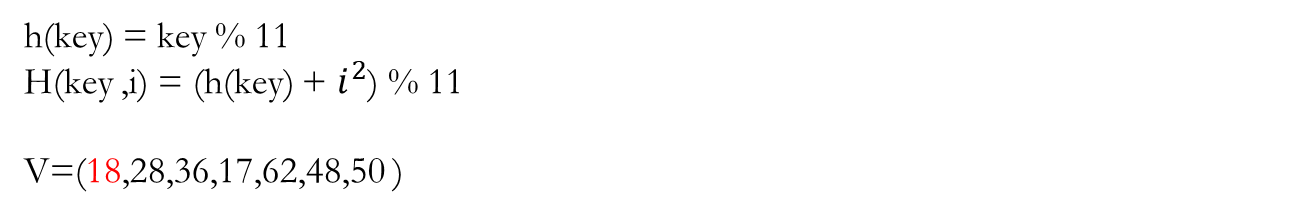 h(key) = key % 11
H(key ,i) = (h(key) + i²) % 11
V=(18,28,36,17,62,48,50 )